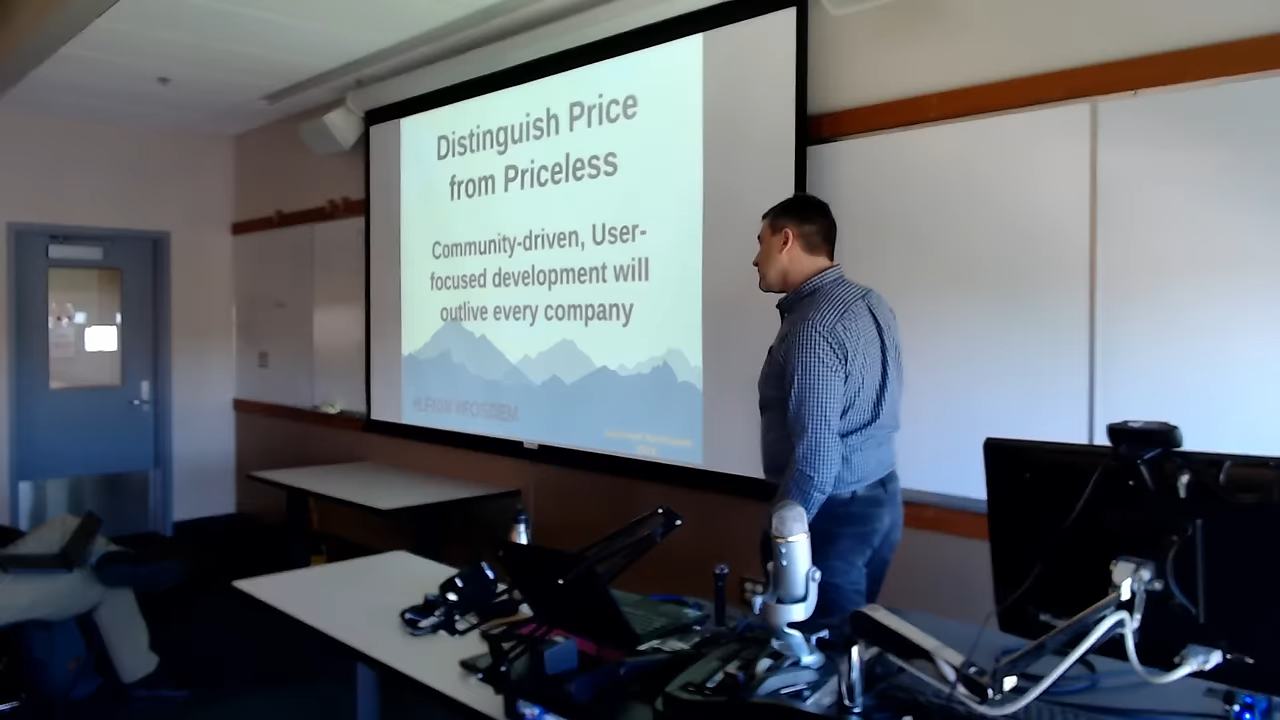 Distinguish Price
from Priceless
Community-driven, User-
focused development will
outlive every company